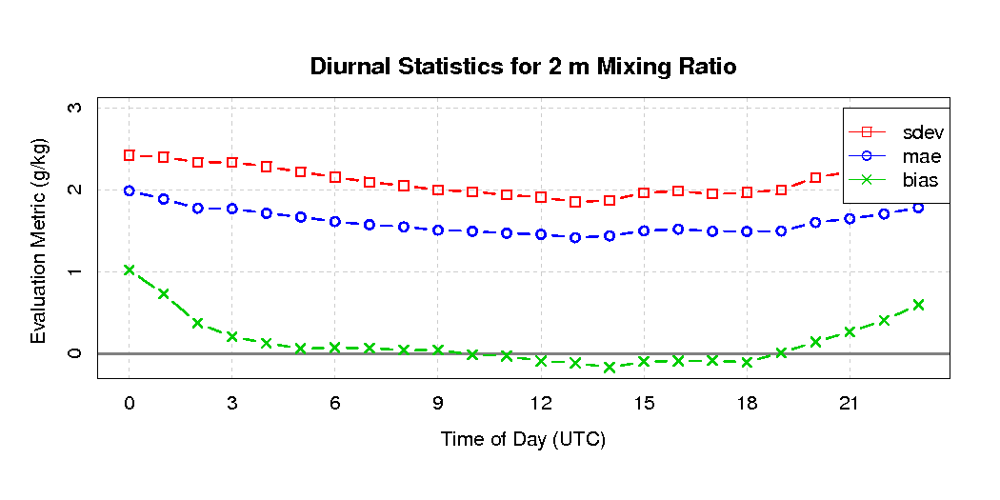 Diurnal Statistics for 2 m Mixing Ratio
Evaluation Metric (g/kg)
3
2
1
0
sdev
mae
bias
0 3 6 9 12 15 18 21
Time of Day (UTC)